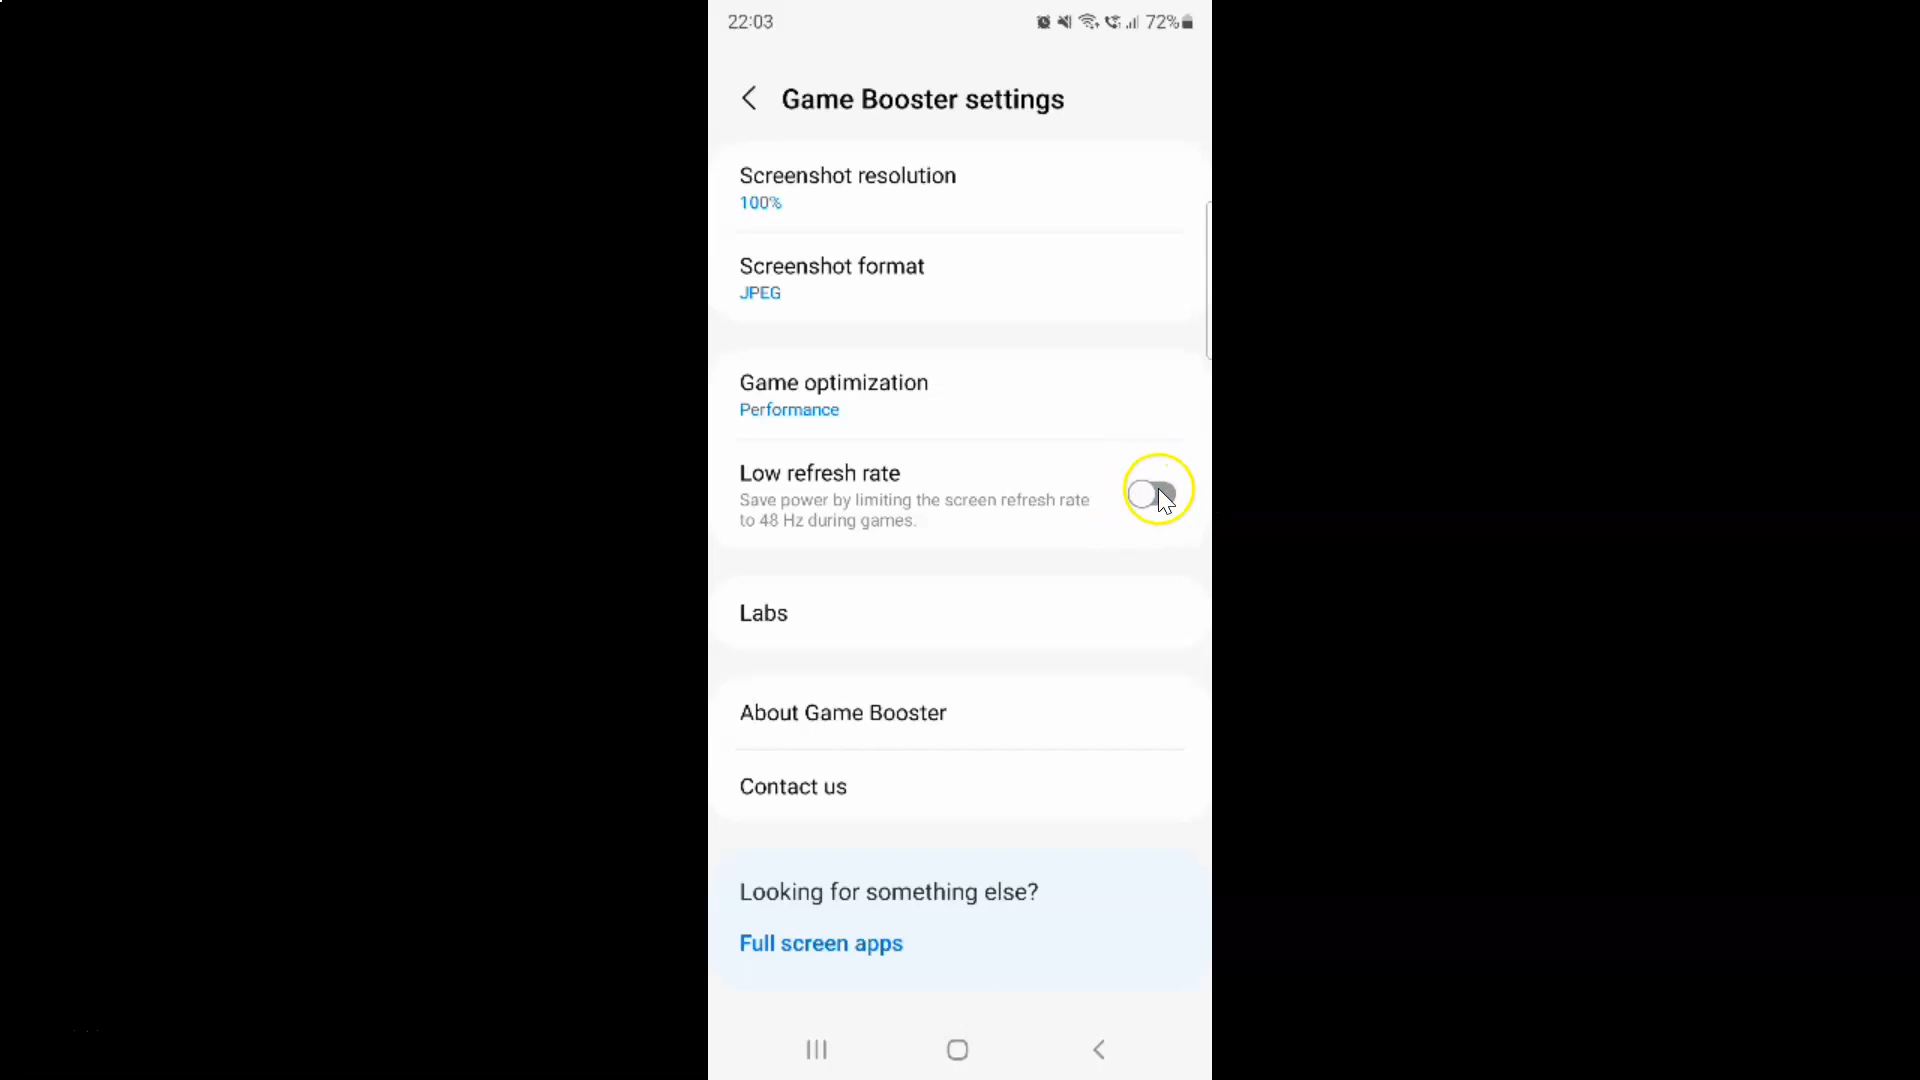 22:03
72%
Game Booster settings
Screenshot resolution
100%
Screenshot format
JPEG
Game optimization
Performance
Low refresh rate
Save power by limiting the screen refresh rate
to 48 Hz during games.
Labs
About Game Booster
Contact us
Looking for something else?
Full screen apps